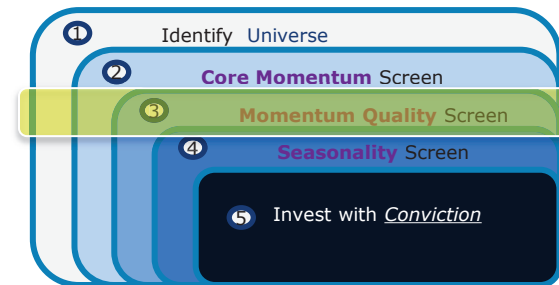 1 Identify Universe
2 Core Momentum Screen
3 Momentum Quality Screen
4 Seasonality Screen
5 Invest with Conviction